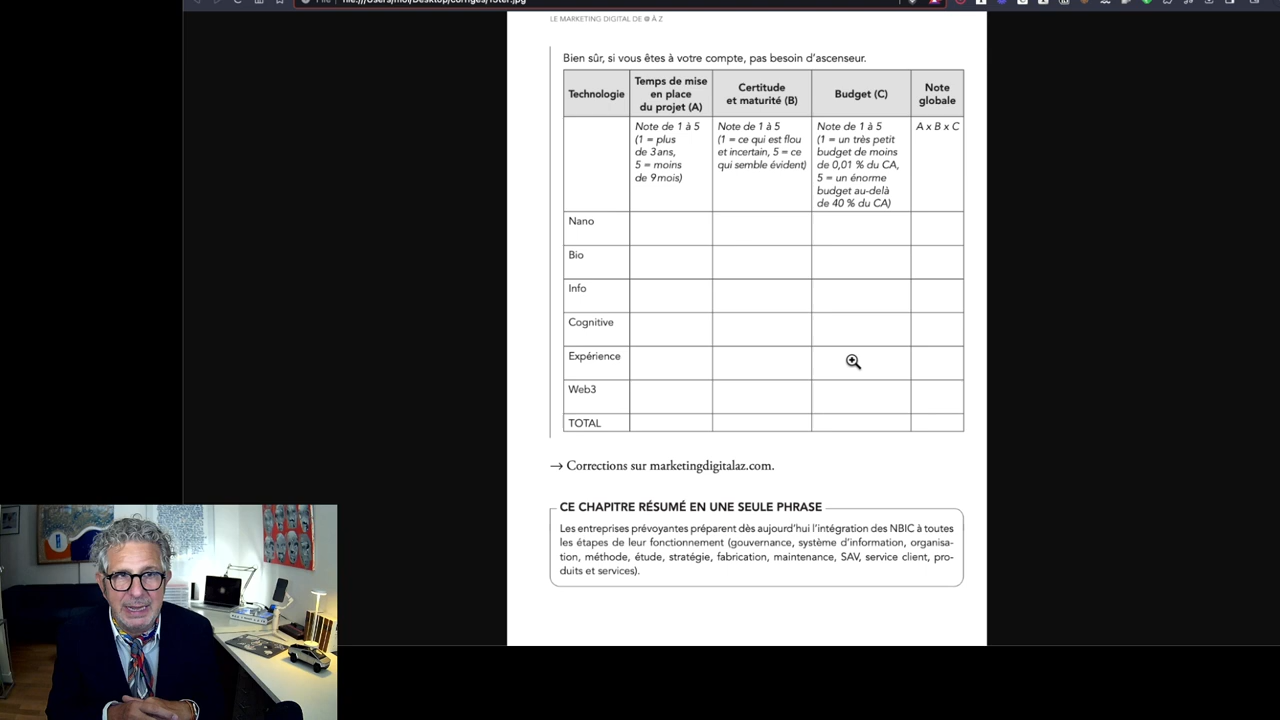 LE MARKETING DIGITAL DE @ À Z
Bien sûr, si vous êtes à votre compte, pas besoin d'ascenseur.
Technologie
Temps de mise
en place
du projet (A)
Certitude
et maturité (B)
Budget (C)
Note
globale
Note de 1 à 5
(1 = plus
de 3 ans,
5 = moins
de 9 mois)
Note de 1 à 5
(1 = ce qui est flou
et incertain, 5 = ce
qui semble évident)
Note de 1 à 5
(1 = un très petit
budget de moins
de 0,01 % du CA,
5 = un énorme
budget au-delà
de 40 % du CA)
A x B x C
Nano
Bio
Info
Cognitive
Expérience
Web3
TOTAL
→ Corrections sur marketingdigitalaz.com.
CE CHAPITRE RÉSUMÉ EN UNE SEULE PHRASE
Les entreprises prévoyantes préparent dès aujourd'hui l'intégration des NBIC à toutes
les étapes de leur fonctionnement (gouvernance, système d'information, organisa-
tion, méthode, étude, stratégie, fabrication, maintenance, SAV, service client, pro-
duits et services).